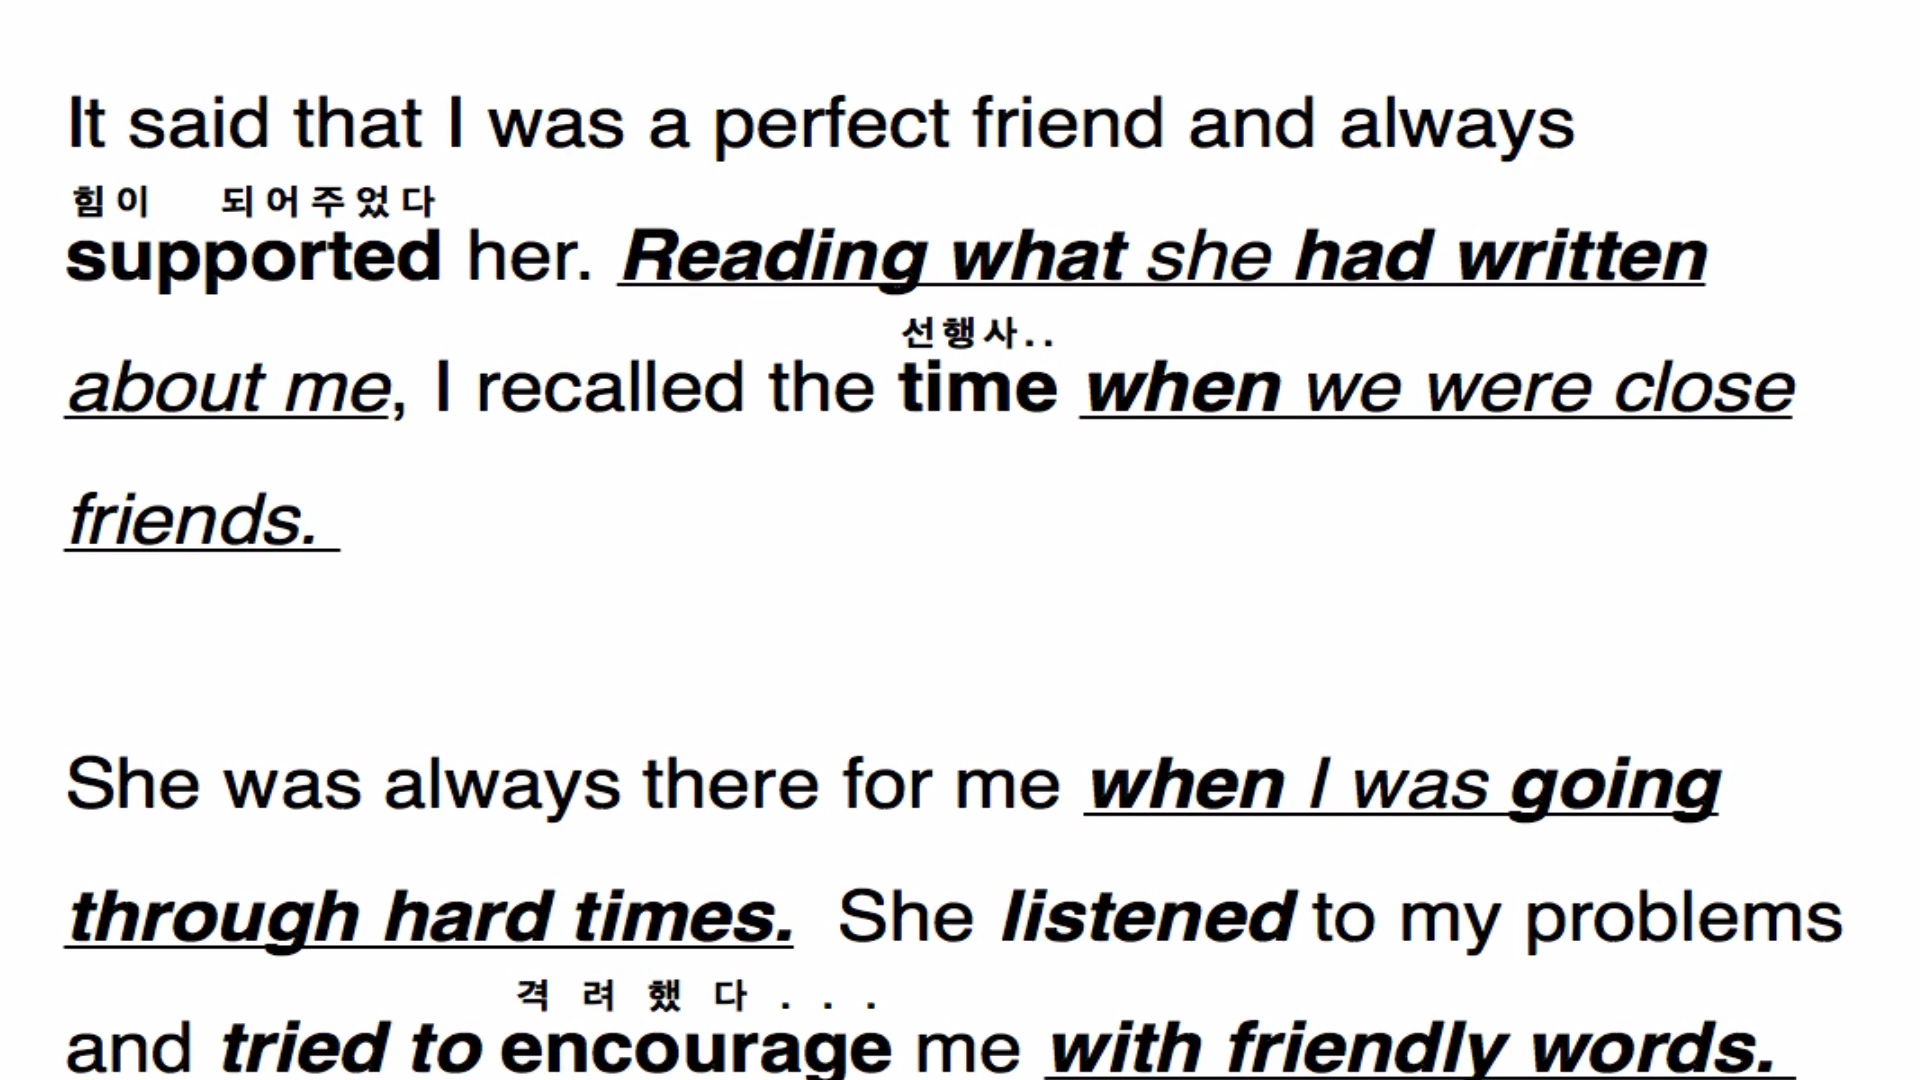 It said that I was a perfect friend and always
힘이 되어주었다
supported her. Reading what she had written
선행사..
about me, I recalled the time when we were close
friends.
She was always there for me when I was going
through hard times. She listened to my problems
격려했다...
and tried to encourage me with friendly words.